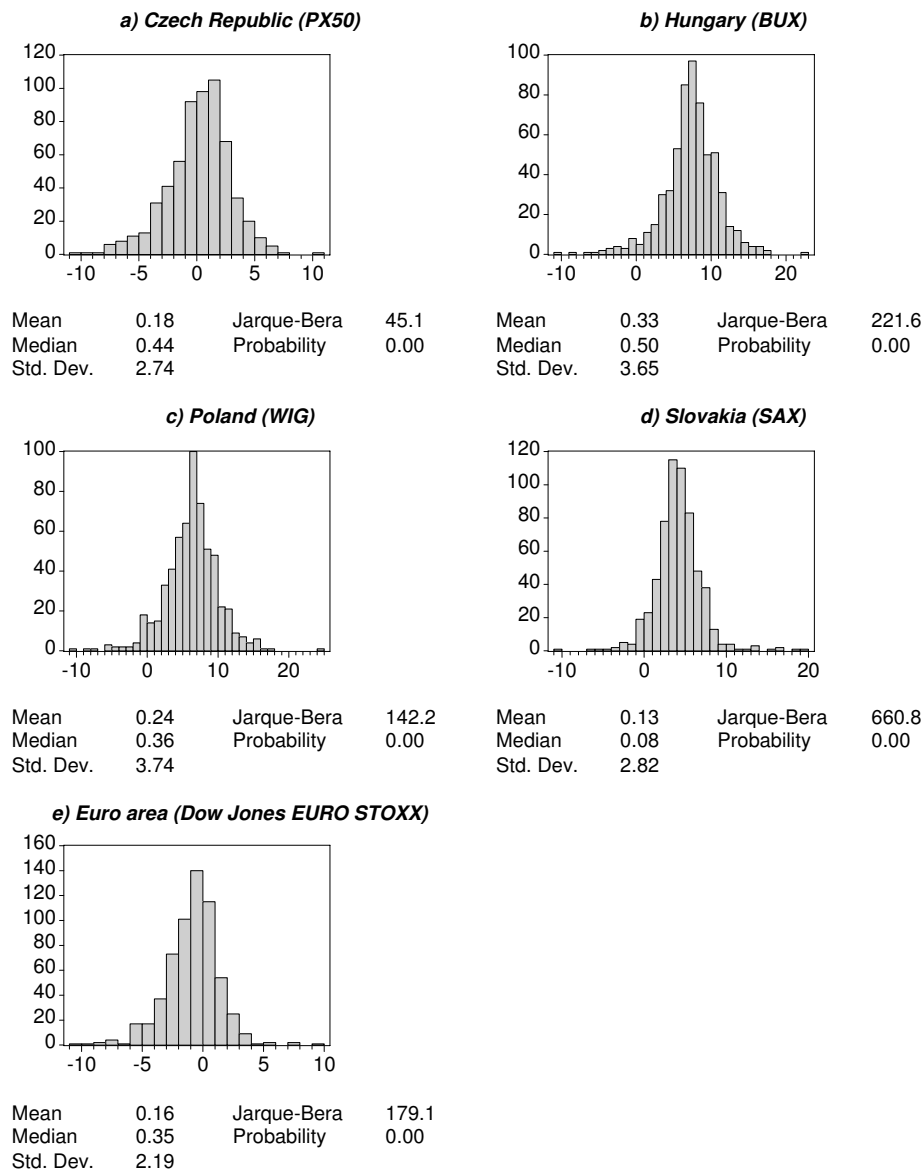 a) Czech Republic (PX50)
120
100
80
60
40
20
0
-10 -5 0 5 10
Mean 0.18 Jarque-Bera 45.1
Median 0.44 Probability 0.00
Std. Dev. 2.74
b) Hungary (BUX)
100
80
60
40
20
0
-10 0 10 20
Mean 0.33 Jarque-Bera 221.6
Median 0.50 Probability 0.00
Std. Dev. 3.65
c) Poland (WIG)
100
80
60
40
20
0
-10 0 10 20
Mean 0.24 Jarque-Bera 142.2
Median 0.36 Probability 0.00
Std. Dev. 3.74
d) Slovakia (SAX)
120
100
80
60
40
20
0
-10 0 10 20
Mean 0.13 Jarque-Bera 660.8
Median 0.08 Probability 0.00
Std. Dev. 2.82
e) Euro area (Dow Jones EURO STOXX)
160
140
120
100
80
60
40
20
0
-10 -5 0 5 10
Mean 0.16 Jarque-Bera 179.1
Median 0.35 Probability 0.00
Std. Dev. 2.19